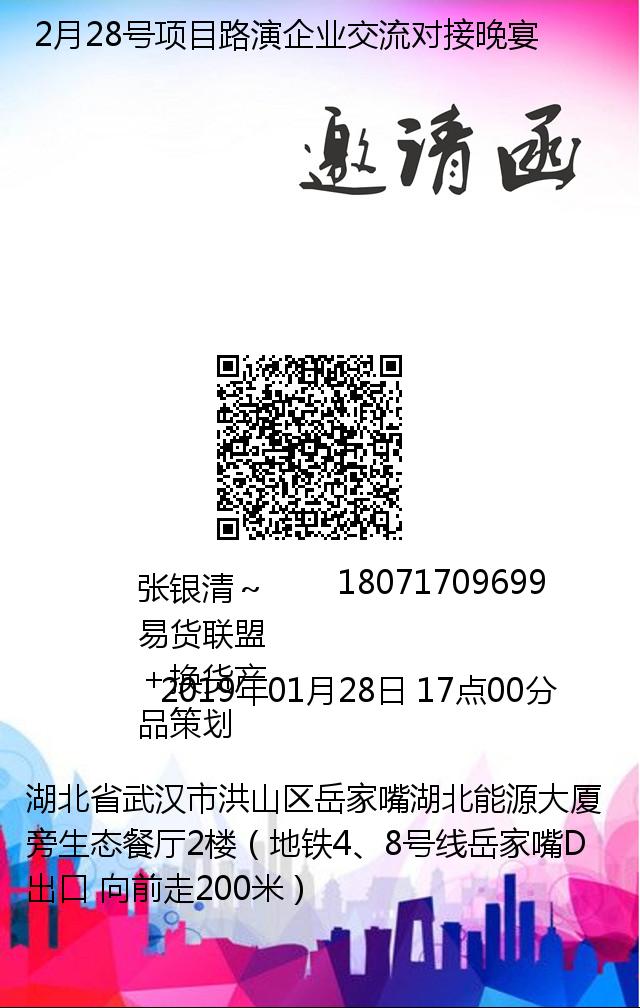 2月28号项目路演企业交流对接晚宴
邀请函
张银清～
18071709699
易货联盟
＋换货产
2019年01月28日 17点00分
品策划
湖北省武汉市洪山区岳家嘴湖北能源大厦
旁生态餐厅2楼（地铁4、8号线岳家嘴D
出口 向前走200米）